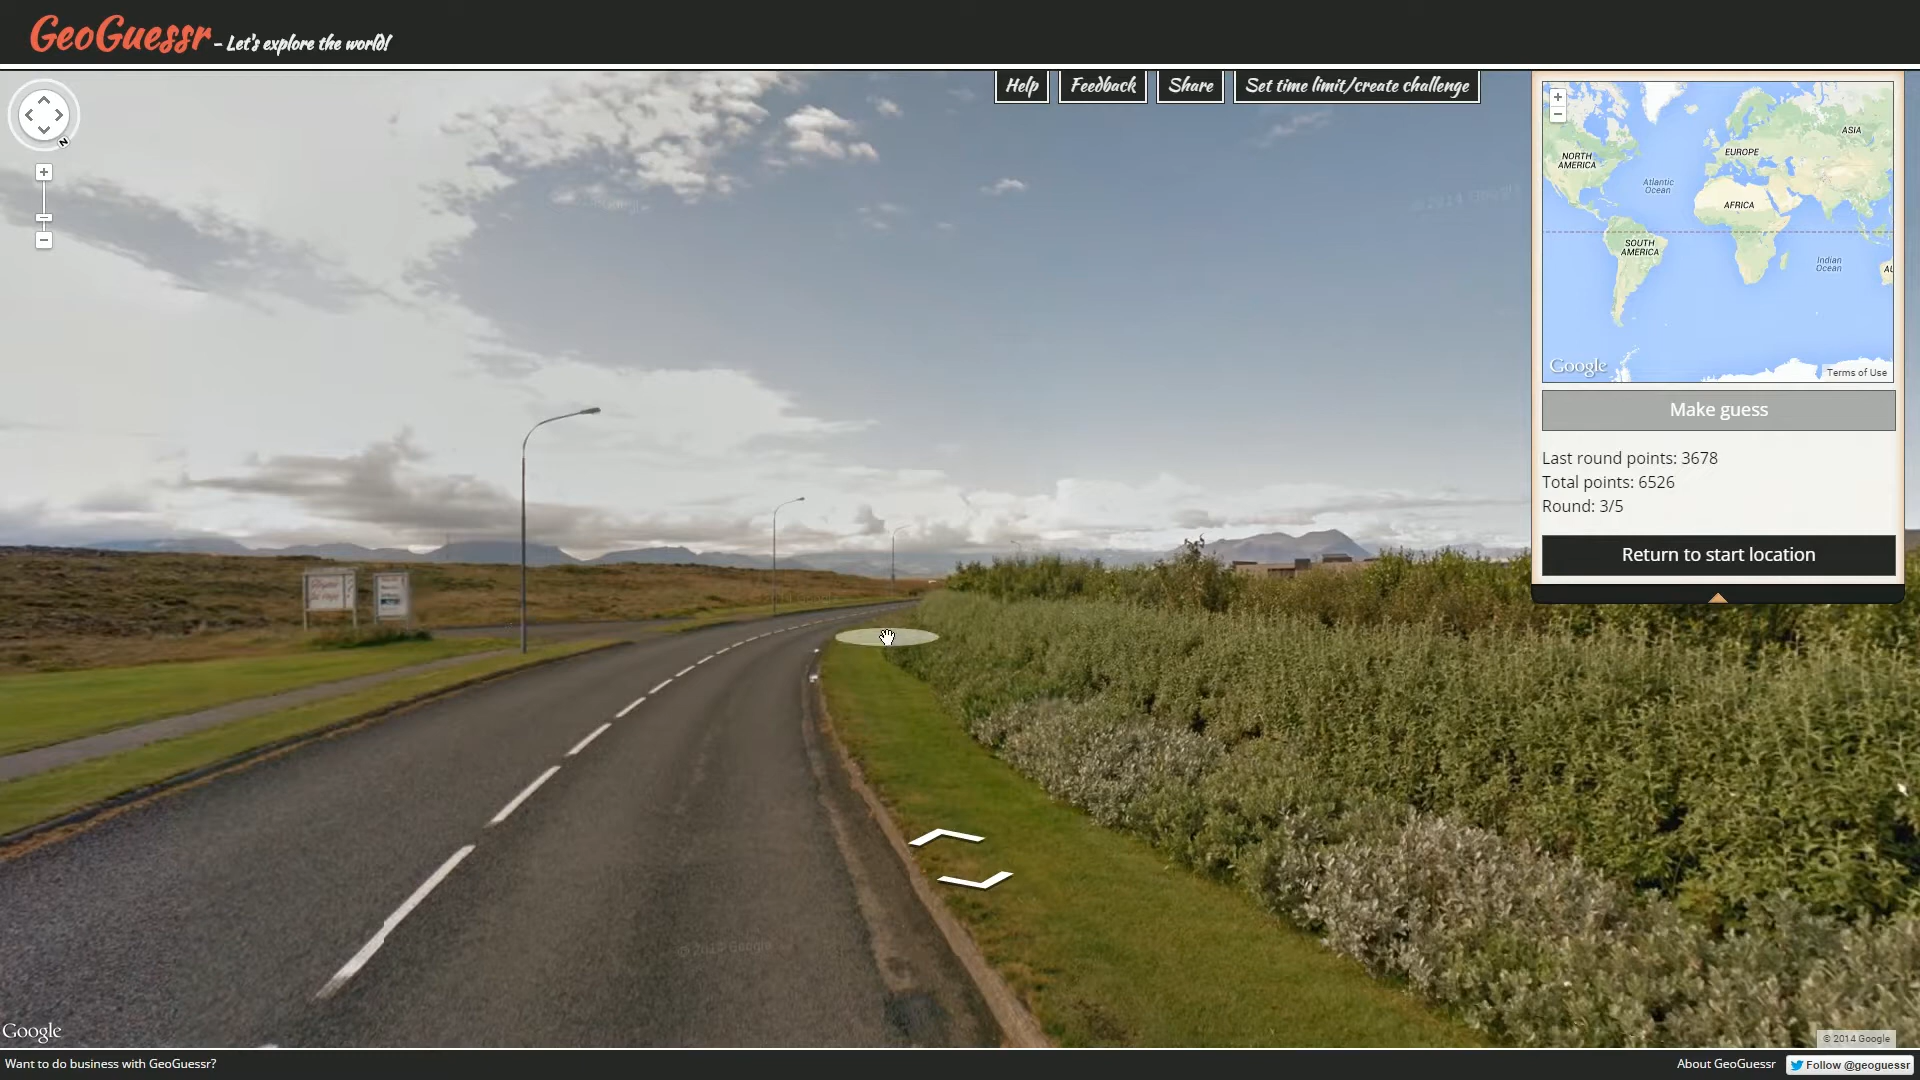 GeoGuessr - Let's explore the world!
Help
Feedback
Share
Set time limit/create challenge
N
+
−
+
−
NORTH
AMERICA
ASIA
EUROPE
Atlantic
Ocean
AFRICA
SOUTH
AMERICA
Indian
Ocean
AU
Google
Terms of Use
Make guess
Last round points: 3678
Total points: 6526
Round: 3/5
Return to start location
© 2014 Google
Google
© 2014 Google
Want to do business with GeoGuessr?
About GeoGuessr
Follow @geoguessr